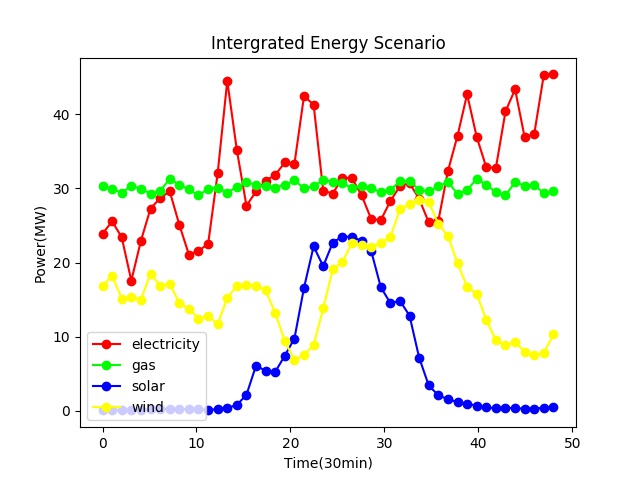 Intergrated Energy Scenario
Power(MW)
40
30
20
10
0
electricity
gas
solar
wind
0 10 20 30 40 50
Time(30min)